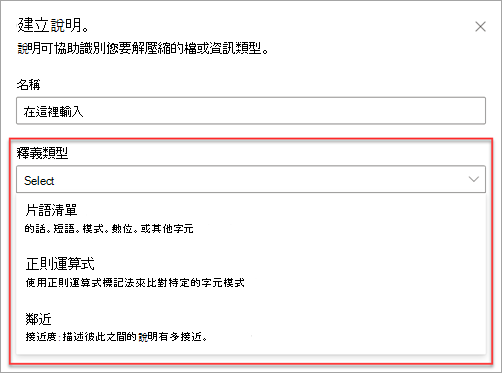 建立說明。
說明可協助識別您要解壓縮的檔或資訊類型。
名稱
在這裡輸入
釋義類型
Select
片語清單
的話。短語。模式。數位。或其他字元
正則運算式
使用正則運算式標記法來比對特定的字元模式
鄰近
接近度:描述彼此之間的說明有多接近。